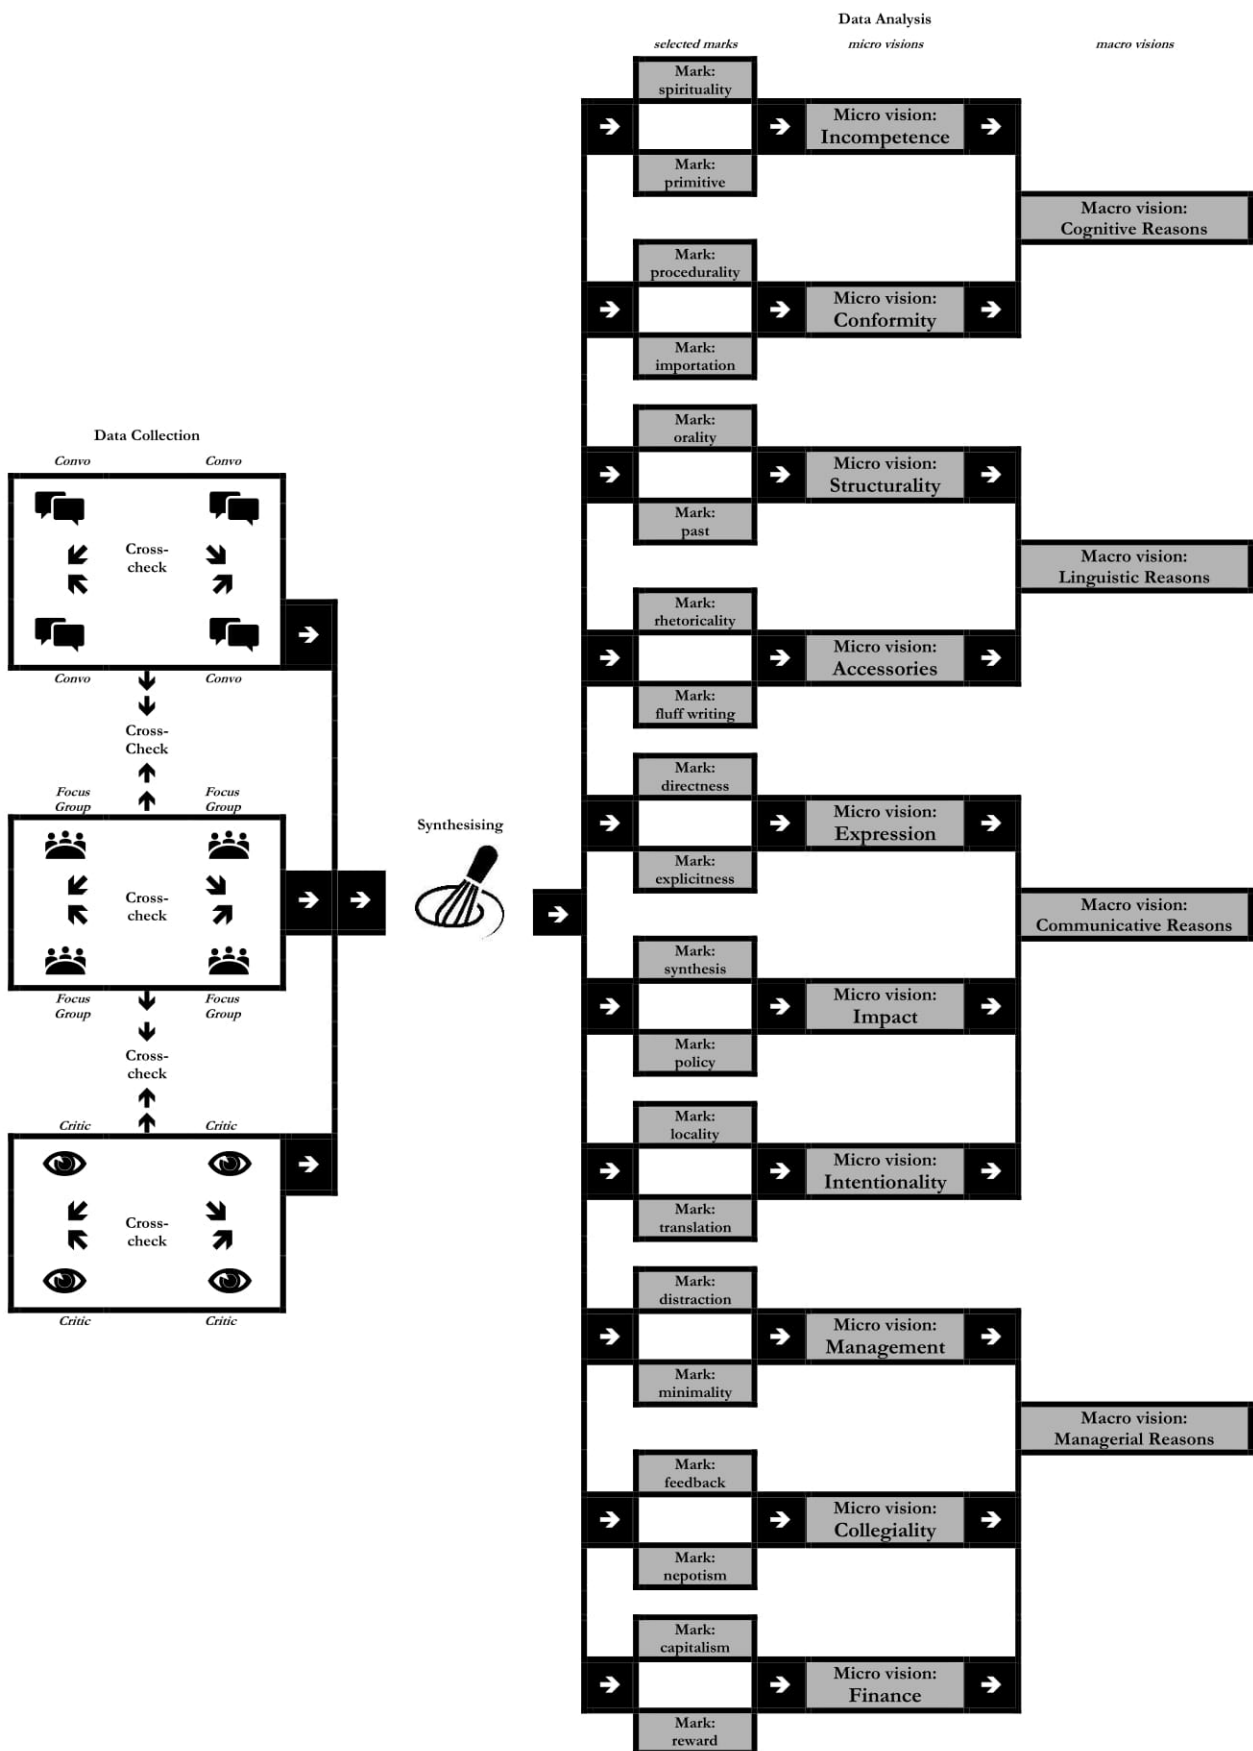 Data Collection
Convo Convo
Cross-
check
Convo Convo
Cross-
Check
Focus Focus
Group Group
Cross-
check
Focus Focus
Group Group
Cross-
check
Critic Critic
Cross-
check
Critic Critic
Synthesising
Data Analysis
selected marks micro visions macro visions
Mark:
spirituality
Micro vision:
Incompetence
Mark:
primitive
Macro vision:
Cognitive Reasons
Mark:
procedurality
Micro vision:
Conformity
Mark:
importation
Mark:
orality
Micro vision:
Structurality
Mark:
past
Macro vision:
Linguistic Reasons
Mark:
rhetoricality
Micro vision:
Accessories
Mark:
fluff writing
Mark:
directness
Micro vision:
Expression
Mark:
explicitness
Macro vision:
Communicative Reasons
Mark:
synthesis
Micro vision:
Impact
Mark:
policy
Mark:
locality
Micro vision:
Intentionality
Mark:
translation
Mark:
distraction
Micro vision:
Management
Mark:
minimality
Macro vision:
Managerial Reasons
Mark:
feedback
Micro vision:
Collegiality
Mark:
nepotism
Mark:
capitalism
Micro vision:
Finance
Mark:
reward